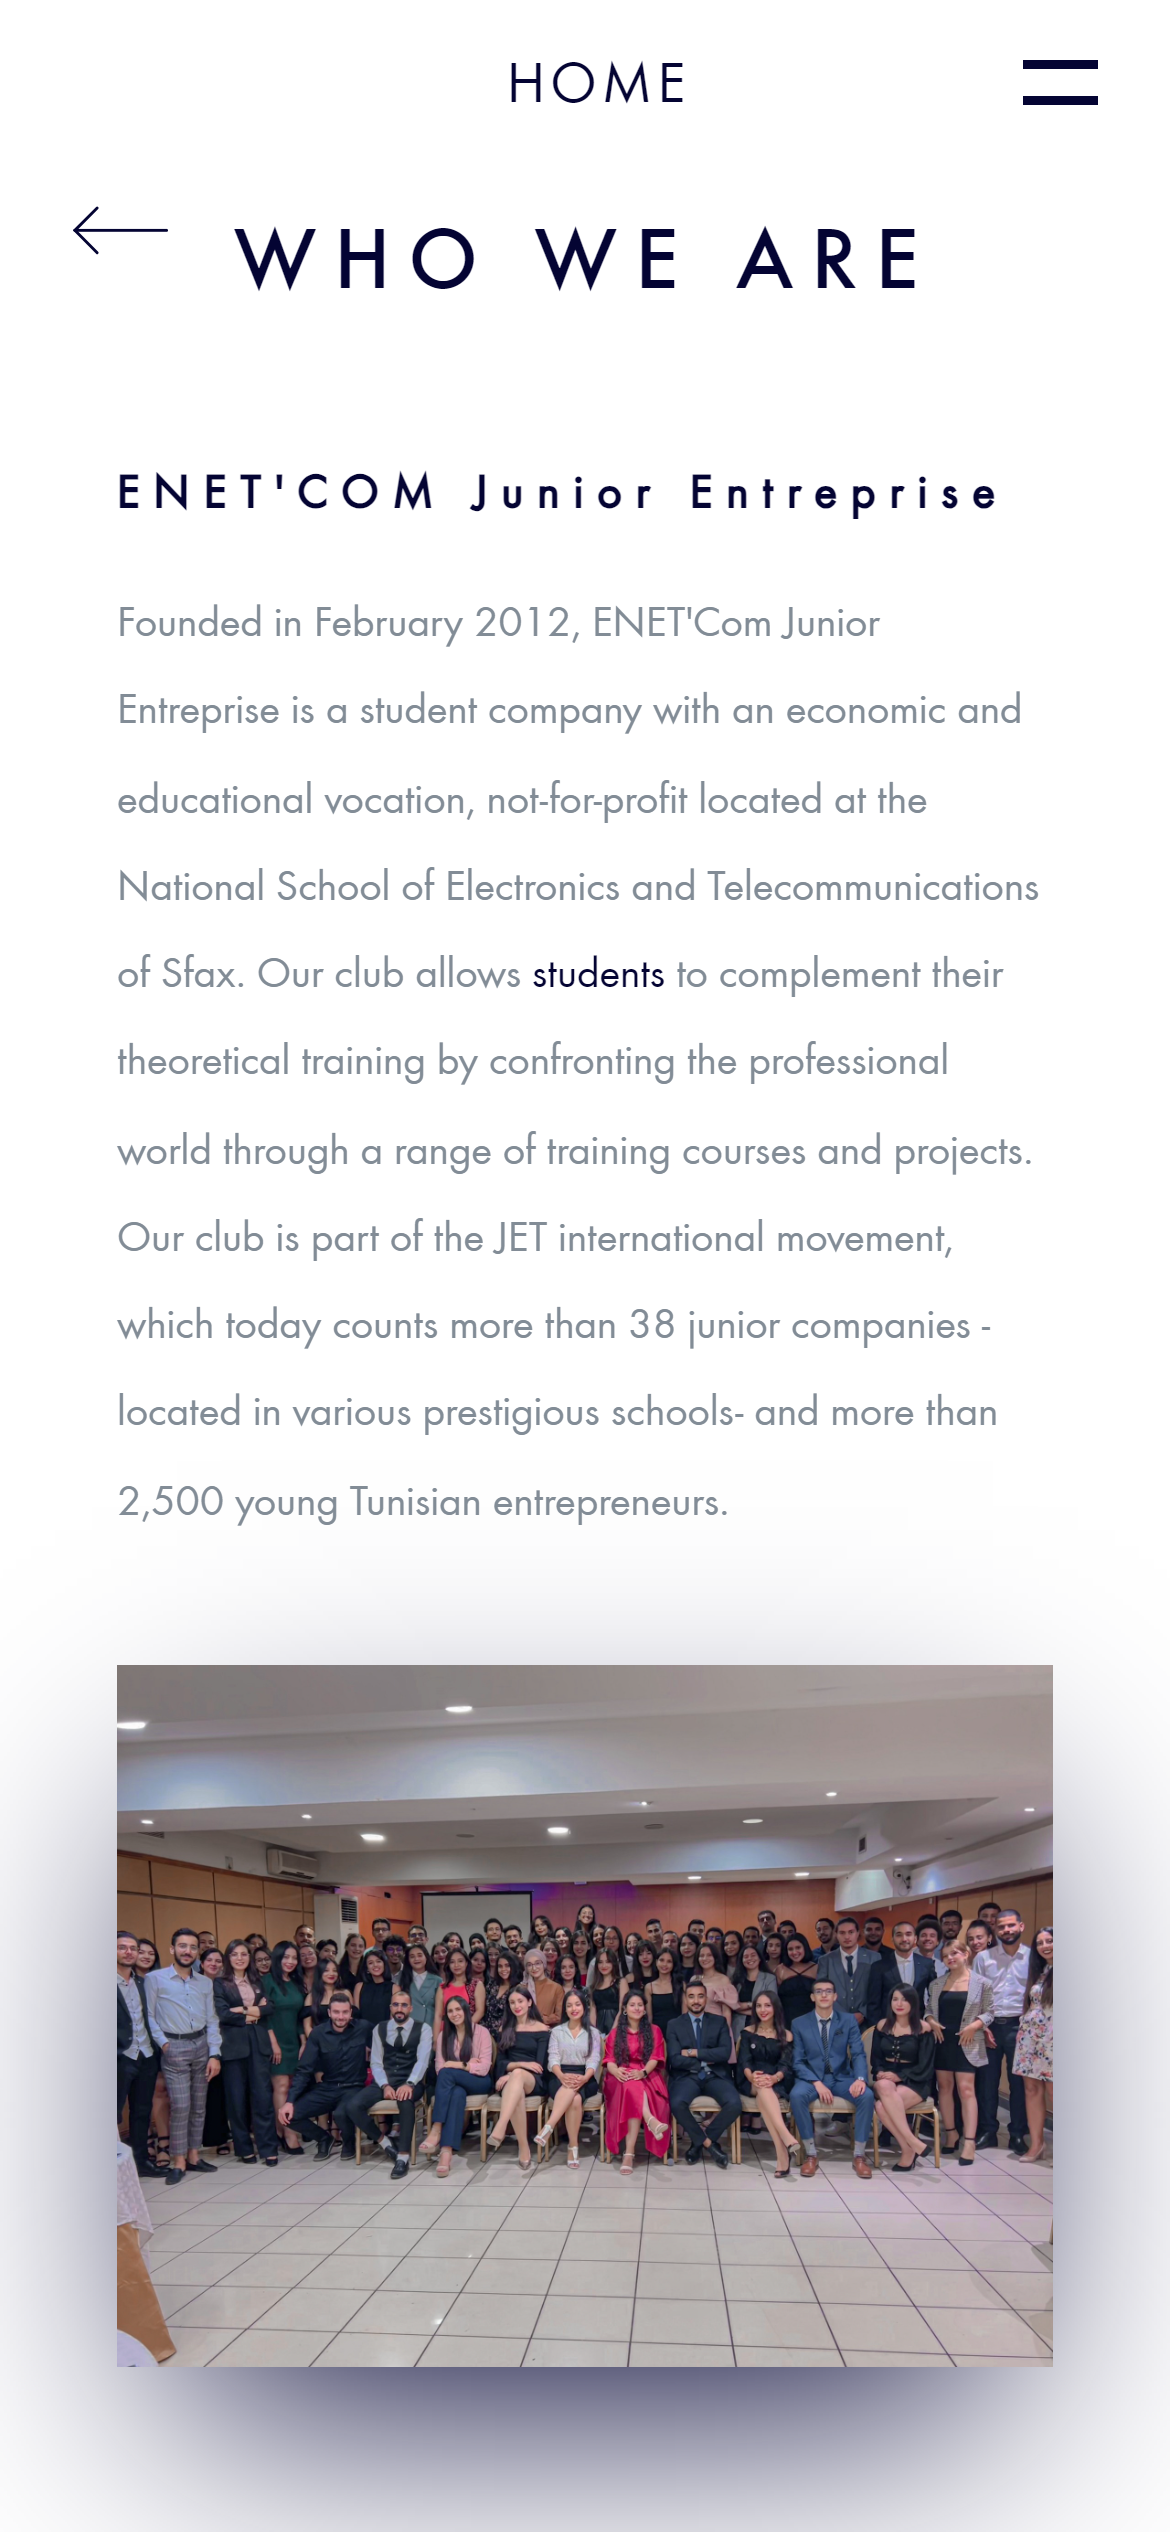 HOME
WHO WE ARE
ENET'COM Junior Entreprise
Founded in February 2012, ENET'Com Junior
Entreprise is a student company with an economic and
educational vocation, not-for-profit located at the
National School of Electronics and Telecommunications
of Sfax. Our club allows students to complement their
theoretical training by confronting the professional
world through a range of training courses and projects.
Our club is part of the JET international movement,
which today counts more than 38 junior companies -
located in various prestigious schools- and more than
2,500 young Tunisian entrepreneurs.